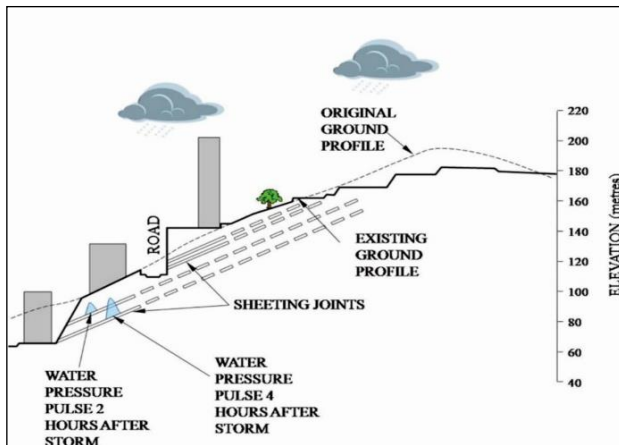 ORIGINAL
GROUND
PROFILE
220
200
180
160
140
120
100
80
60
40
ELEVATION (metres)
ROAD
EXISTING
GROUND
PROFILE
SHEETING JOINTS
WATER
PRESSURE
PULSE 2
HOURS AFTER
STORM
WATER
PRESSURE
PULSE 4
HOURS AFTER
STORM